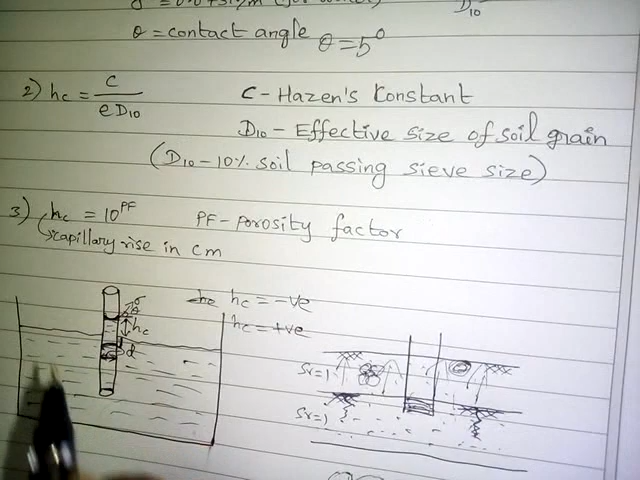 θ = contact angle θ = 5°
2) hc = C / e D10
C - Hazen's Konstant
D10 - Effective size of soil grain
(D10 - 10% soil passing sieve size)
3) hc = 10^PF PF - porosity factor
capillary rise in cm
hc = -ve
hc = +ve
σ
θ
hc
d
Sr=1
Sr=1